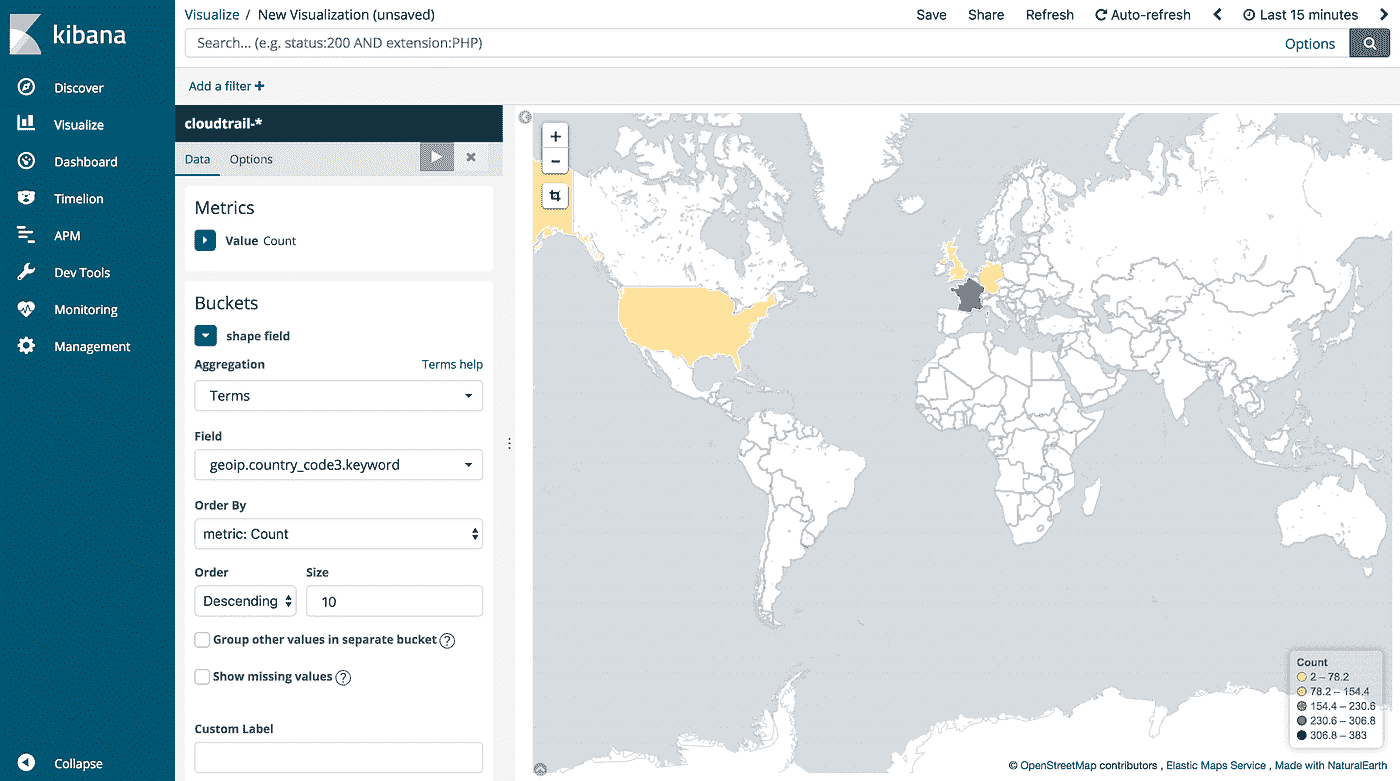 kibana
Discover
Visualize
Dashboard
Timelion
APM
Dev Tools
Monitoring
Management
Collapse
Visualize / New Visualization (unsaved)
Save Share Refresh Auto-refresh Last 15 minutes
Search... (e.g. status:200 AND extension:PHP)
Options
Add a filter +
cloudtrail-*
Data Options
Metrics
Value Count
Buckets
shape field
Aggregation Terms help
Terms
Field
geoip.country_code3.keyword
Order By
metric: Count
Order Size
Descending 10
Group other values in separate bucket ?
Show missing values ?
Custom Label
+
−
Count
2 – 78.2
78.2 – 154.4
154.4 – 230.6
230.6 – 306.8
306.8 – 383
© OpenStreetMap contributors , Elastic Maps Service , Made with NaturalEarth